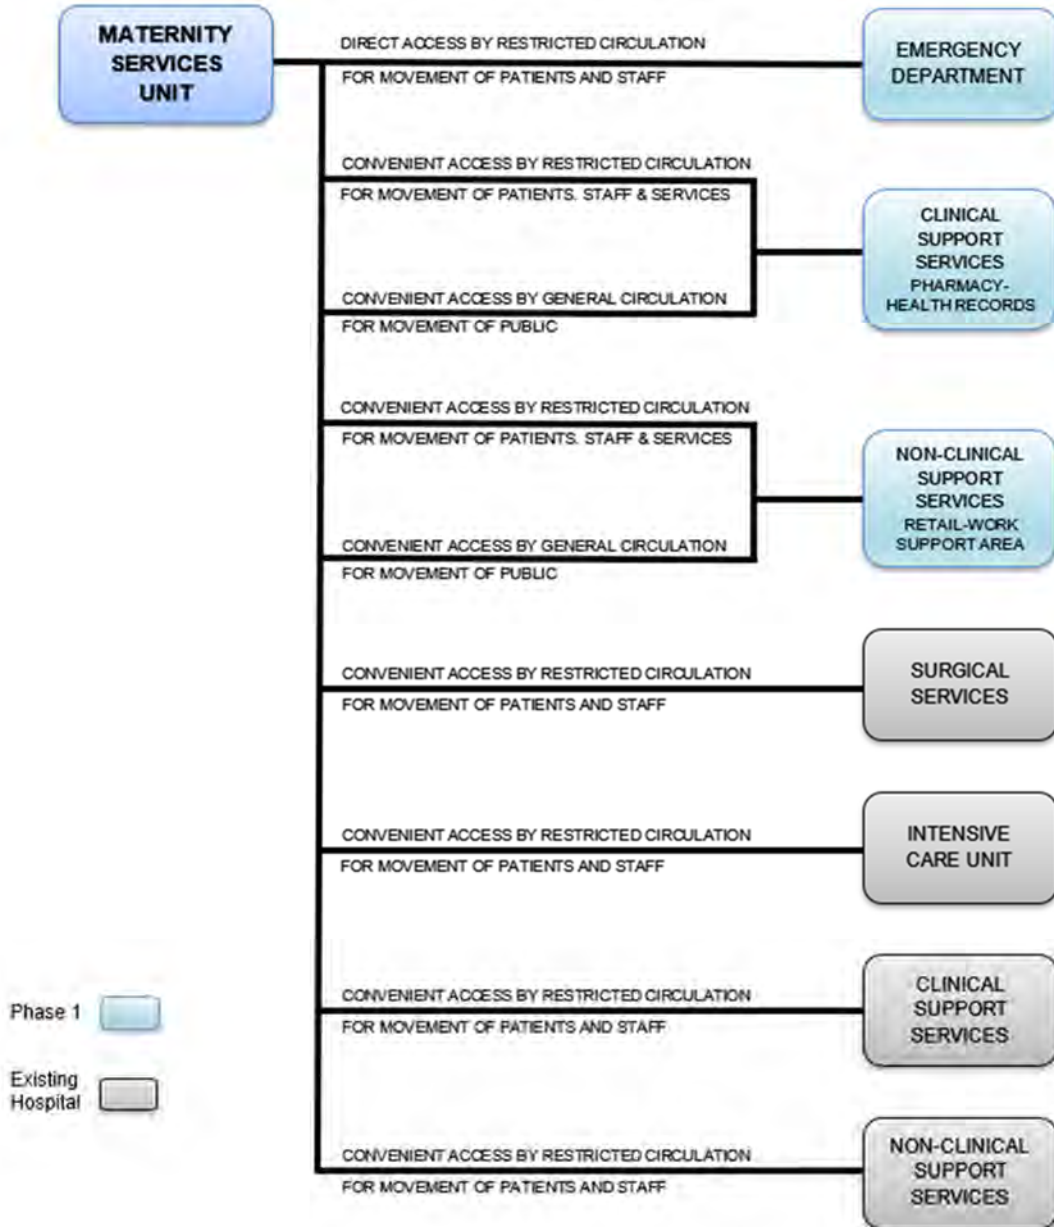 MATERNITY
SERVICES
UNIT
DIRECT ACCESS BY RESTRICTED CIRCULATION
FOR MOVEMENT OF PATIENTS AND STAFF
EMERGENCY
DEPARTMENT
CONVENIENT ACCESS BY RESTRICTED CIRCULATION
FOR MOVEMENT OF PATIENTS. STAFF & SERVICES
CONVENIENT ACCESS BY GENERAL CIRCULATION
FOR MOVEMENT OF PUBLIC
CLINICAL
SUPPORT
SERVICES
PHARMACY-
HEALTH RECORDS
CONVENIENT ACCESS BY RESTRICTED CIRCULATION
FOR MOVEMENT OF PATIENTS. STAFF & SERVICES
CONVENIENT ACCESS BY GENERAL CIRCULATION
FOR MOVEMENT OF PUBLIC
NON-CLINICAL
SUPPORT
SERVICES
RETAIL-WORK
SUPPORT AREA
CONVENIENT ACCESS BY RESTRICTED CIRCULATION
FOR MOVEMENT OF PATIENTS AND STAFF
SURGICAL
SERVICES
CONVENIENT ACCESS BY RESTRICTED CIRCULATION
FOR MOVEMENT OF PATIENTS AND STAFF
INTENSIVE
CARE UNIT
CONVENIENT ACCESS BY RESTRICTED CIRCULATION
FOR MOVEMENT OF PATIENTS AND STAFF
CLINICAL
SUPPORT
SERVICES
CONVENIENT ACCESS BY RESTRICTED CIRCULATION
FOR MOVEMENT OF PATIENTS AND STAFF
NON-CLINICAL
SUPPORT
SERVICES
Phase 1
Existing
Hospital